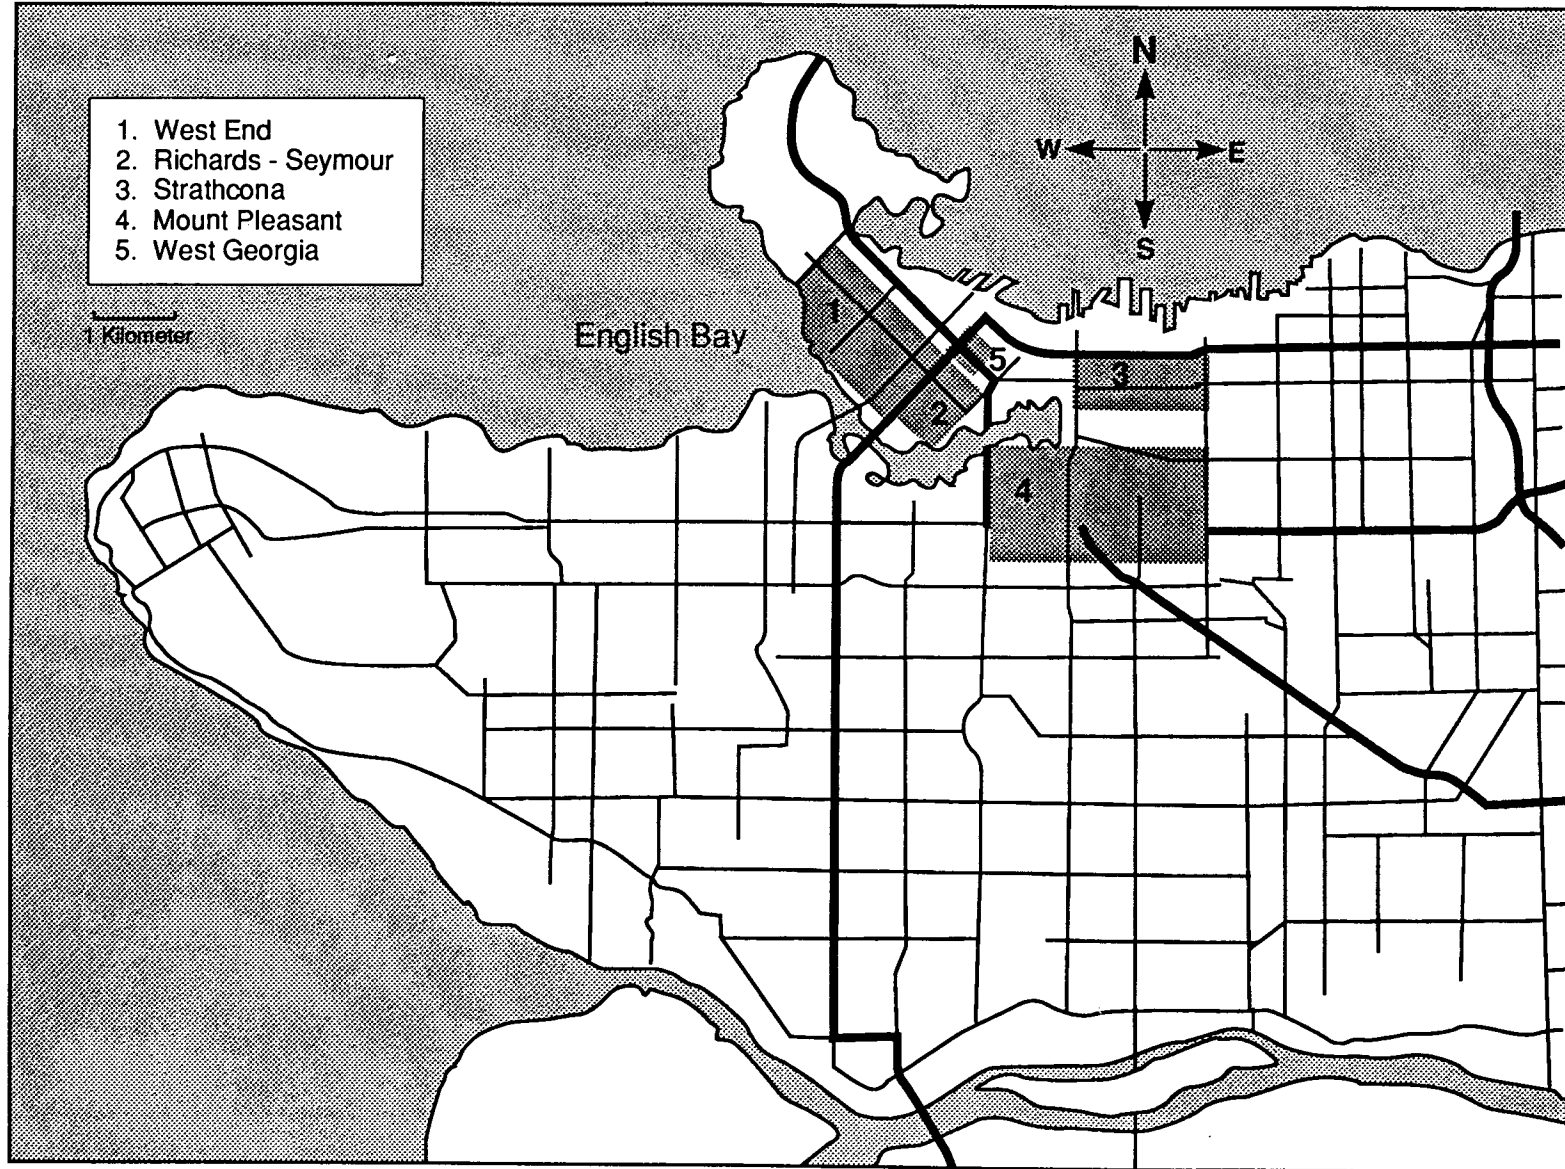 N
W E
S
1. West End
2. Richards - Seymour
3. Strathcona
4. Mount Pleasant
5. West Georgia
1 Kilometer
English Bay
1
5
3
2
4